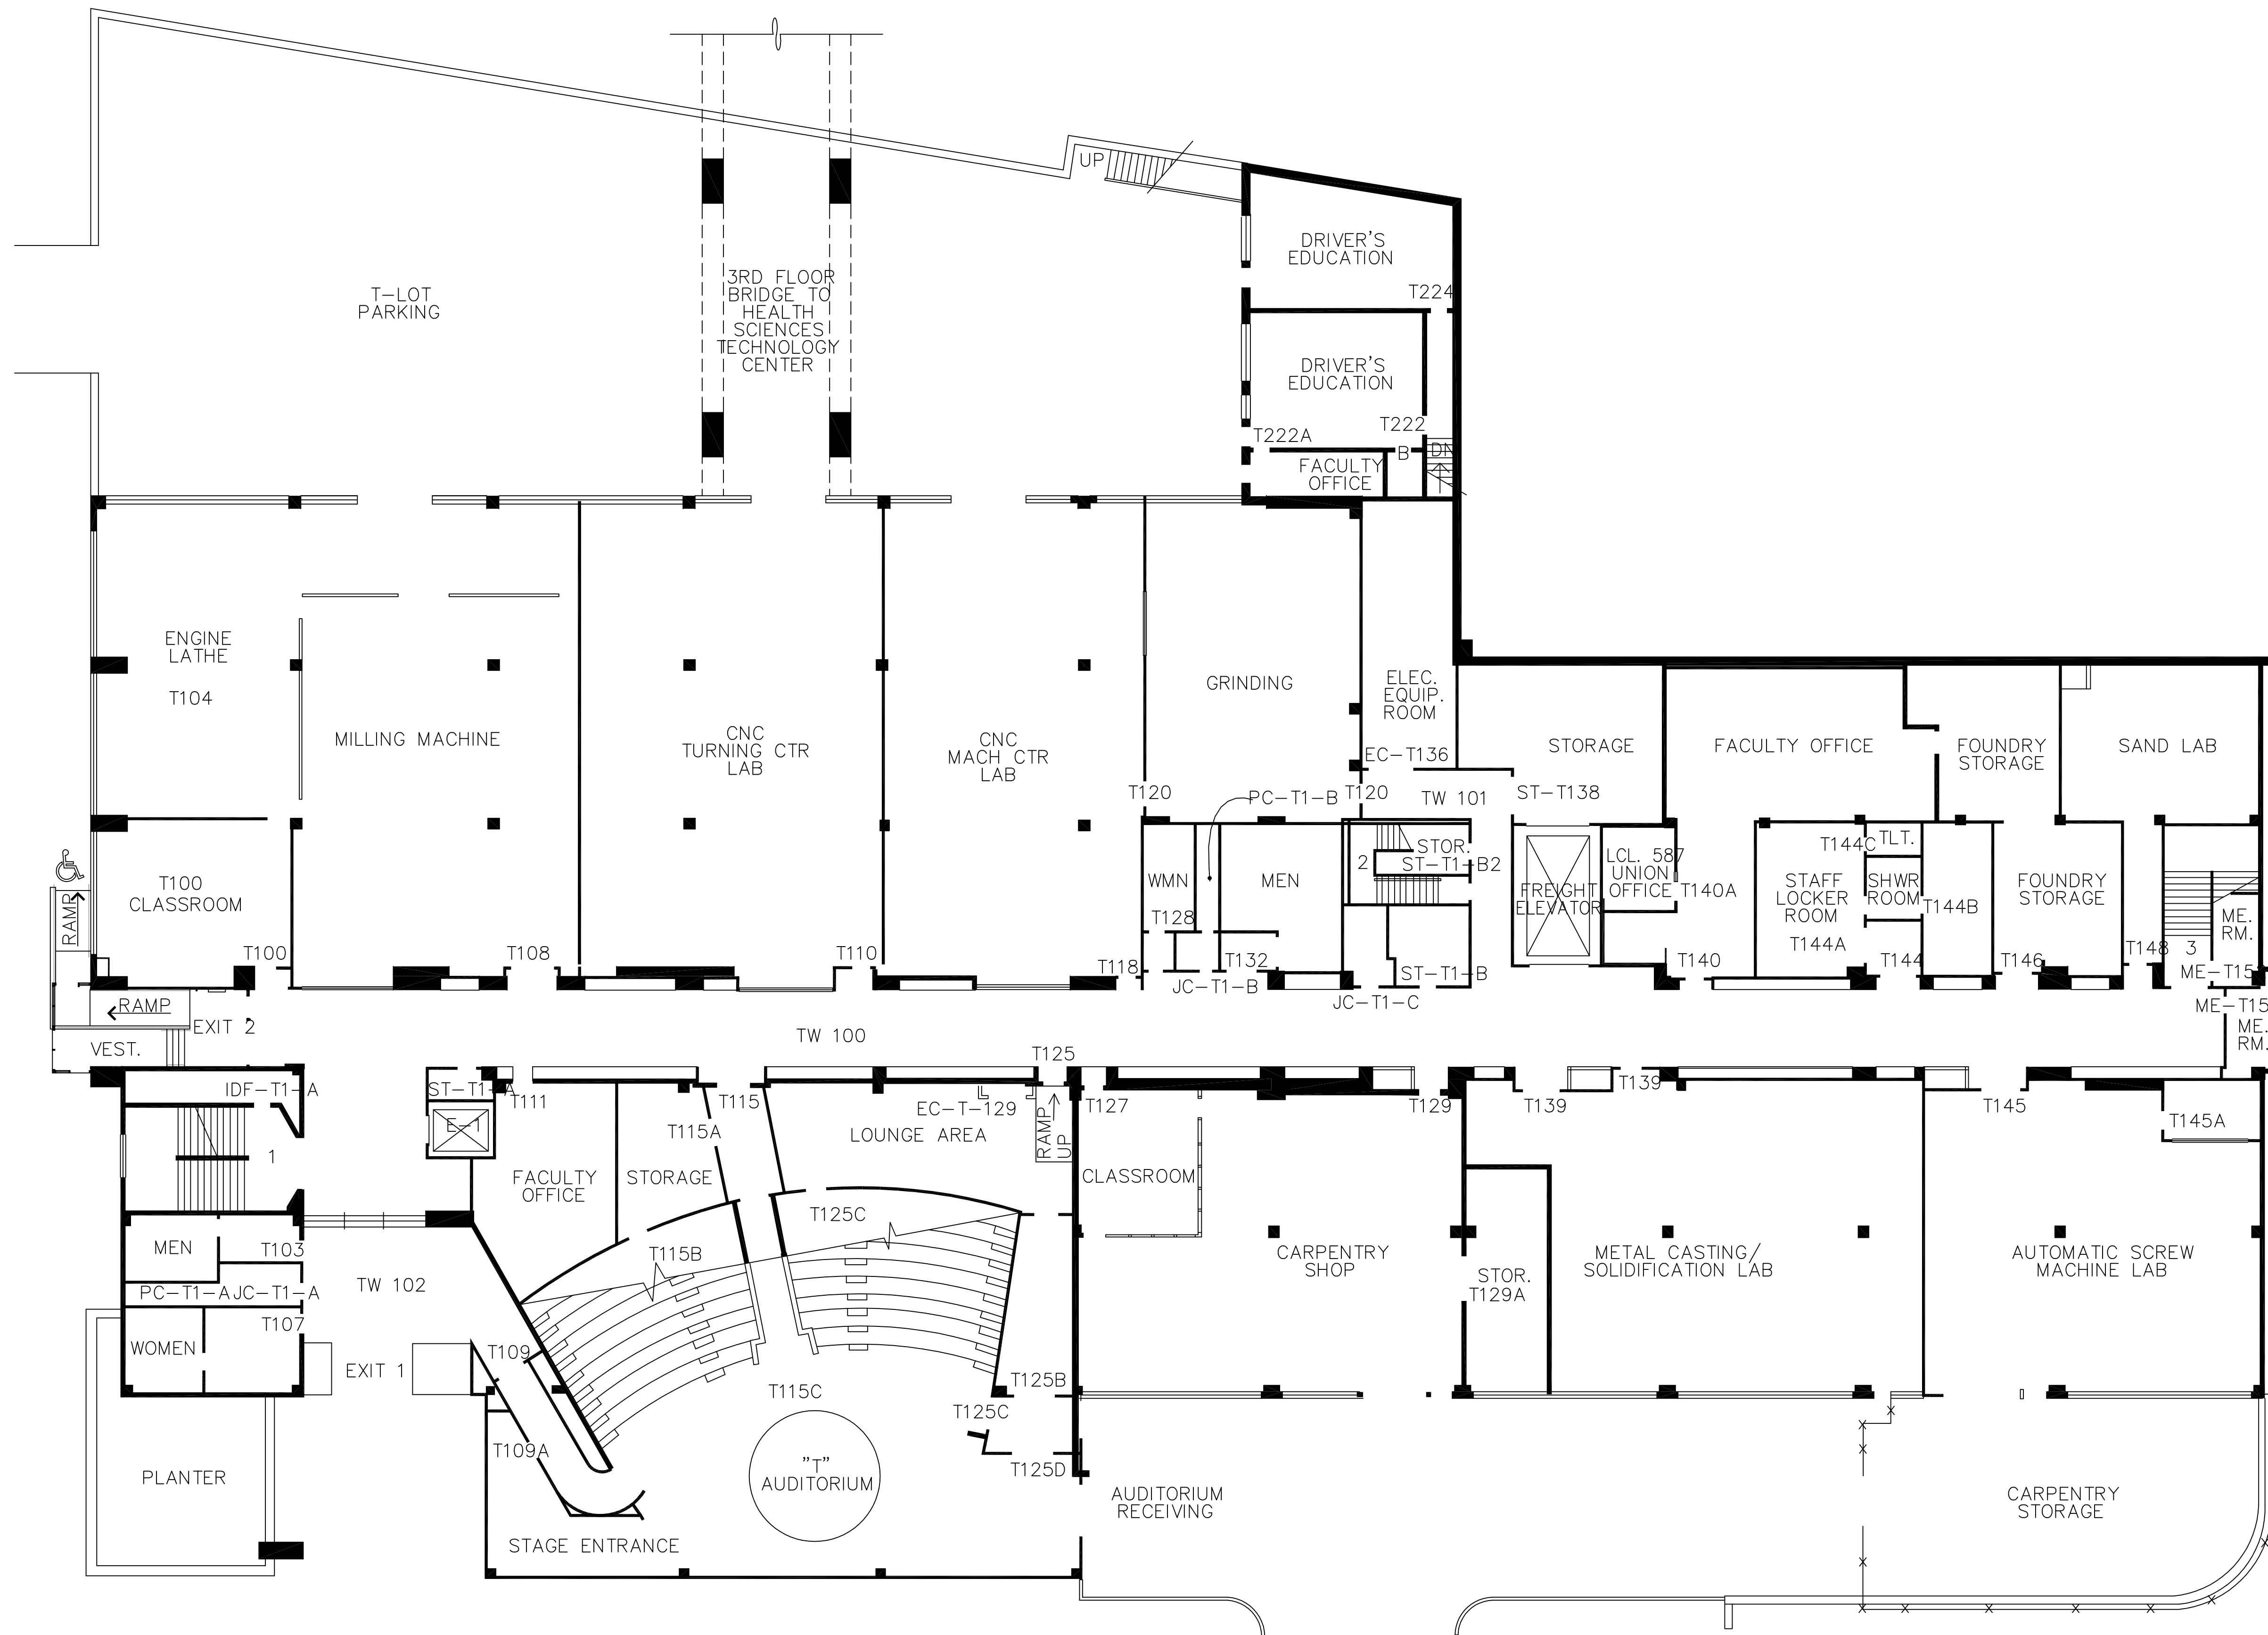 UP
DRIVER'S
EDUCATION
T224
3RD FLOOR
BRIDGE TO
HEALTH
SCIENCES
TECHNOLOGY
CENTER
T-LOT
PARKING
DRIVER'S
EDUCATION
T222
T222A
B
DN
FACULTY
OFFICE
ENGINE
LATHE
T104
MILLING MACHINE
CNC
TURNING CTR
LAB
CNC
MACH CTR
LAB
GRINDING
ELEC.
EQUIP.
ROOM
EC-T136
STORAGE
FACULTY OFFICE
FOUNDRY
STORAGE
SAND LAB
T120
PC-T1-B
T120
TW 101
ST-T138
T100
CLASSROOM
RAMP
WMN
MEN
2
STOR.
ST-T1-B2
FREIGHT
ELEVATOR
LCL. 587
UNION
OFFICE
T140A
STAFF
LOCKER
ROOM
T144A
T144C
TLT.
SHWR
ROOM
T144B
FOUNDRY
STORAGE
ME.
RM.
T128
T100
T108
T110
T118
T132
JC-T1-B
ST-T1-B
JC-T1-C
T140
T144
T146
T148
3
ME-T15
RAMP
EXIT 2
VEST.
TW 100
ME-T15
ME.
RM.
T125
IDF-T1-A
ST-T1-A
T111
T115
EC-T-129
T127
T129
T139
T139
T145
T145A
E-1
1
T115A
LOUNGE AREA
RAMP
UP
FACULTY
OFFICE
STORAGE
CLASSROOM
T125C
MEN
T103
T115B
CARPENTRY
SHOP
METAL CASTING/
SOLIDIFICATION LAB
AUTOMATIC SCREW
MACHINE LAB
PC-T1-A
JC-T1-A
TW 102
STOR.
T129A
T107
WOMEN
EXIT 1
T109
T115C
T125B
T125C
T109A
T125D
PLANTER
"T"
AUDITORIUM
AUDITORIUM
RECEIVING
CARPENTRY
STORAGE
STAGE ENTRANCE